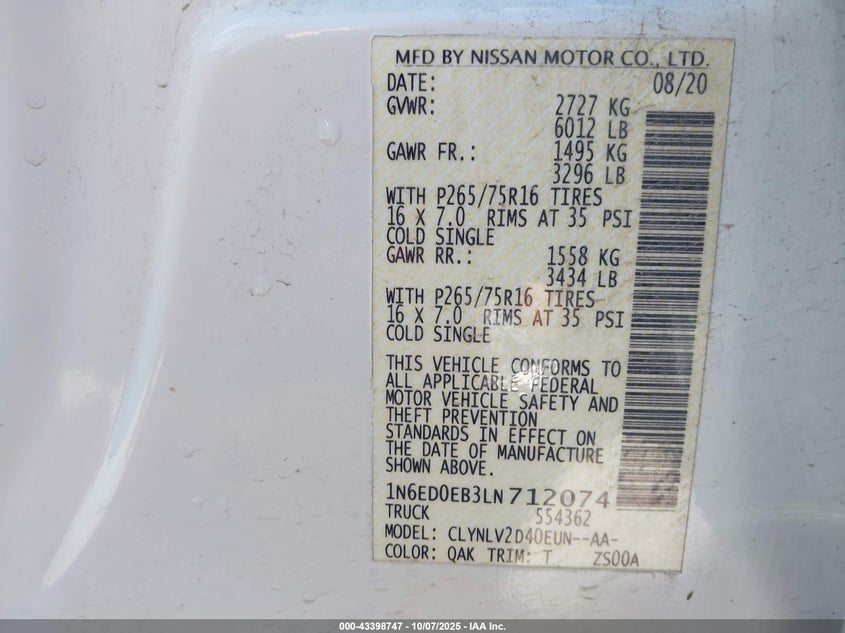 MFD BY NISSAN MOTOR CO., LTD.
DATE: 08/20
GVWR: 2727 KG
6012 LB
GAWR FR.: 1495 KG
3296 LB
WITH P265/75R16 TIRES
16 X 7.0 RIMS AT 35 PSI
COLD SINGLE
GAWR RR.: 1558 KG
3434 LB
WITH P265/75R16 TIRES
16 X 7.0 RIMS AT 35 PSI
COLD SINGLE
THIS VEHICLE CONFORMS TO
ALL APPLICABLE FEDERAL
MOTOR VEHICLE SAFETY AND
THEFT PREVENTION
STANDARDS IN EFFECT ON
THE DATE OF MANUFACTURE
SHOWN ABOVE.
1N6ED0EB3LN712074
TRUCK 554362
MODEL: CLYNLV2D40EUN--AA-
COLOR: QAK TRIM: T ZS00A
000-43398747 - 10/07/2025 - IAA Inc.